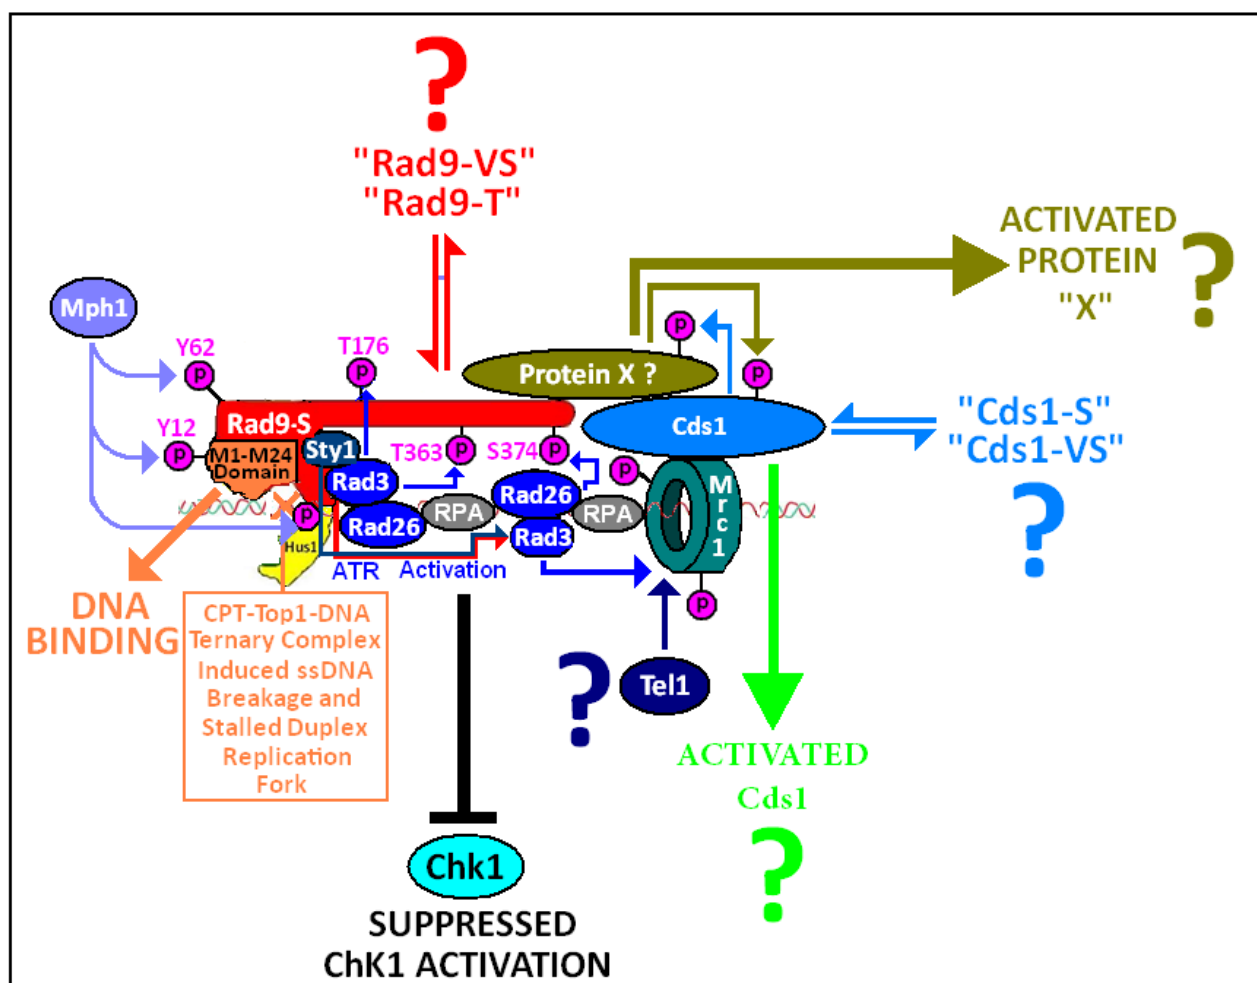 ?
"Rad9-VS"
"Rad9-T"
ACTIVATED
PROTEIN
"X"
?
Mph1
Y62
P
T176
P
P
P
Protein X ?
Rad9-S
Cds1
"Cds1-S"
"Cds1-VS"
?
Y12
P
M1-M24
Domain
Sty1
T363
P
S374
P
Rad3
Rad26
P
Mrc1
RPA
RPA
P
Hus1
Rad26
Rad3
ATR Activation
P
DNA
BINDING
CPT-Top1-DNA
Ternary Complex
Induced ssDNA
Breakage and
Stalled Duplex
Replication
Fork
?
Tel1
ACTIVATED
Cds1
?
Chk1
SUPPRESSED
ChK1 ACTIVATION